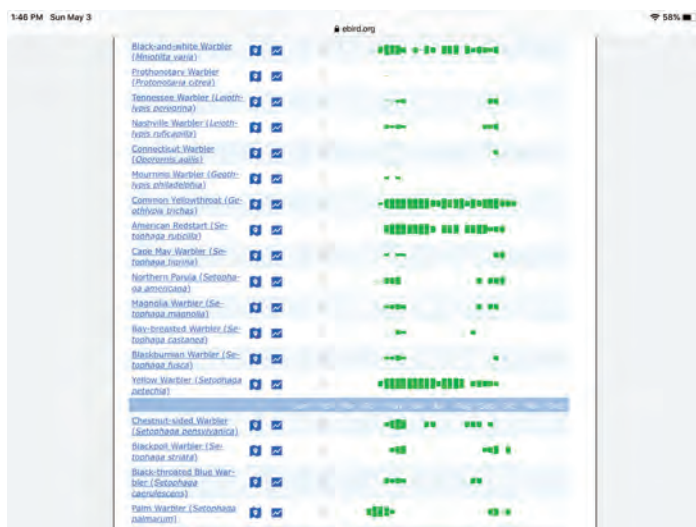 1:46 PM Sun May 3
ebird.org
58%
Black-and-white Warbler
(Mniotilta varia)
Prothonotary Warbler
(Protonotaria citrea)
Tennessee Warbler (Leioth-
lypis peregrina)
Nashville Warbler (Leioth-
lypis ruficapilla)
Connecticut Warbler
(Oporornis agilis)
Mourning Warbler (Geoth-
lypis philadelphia)
Common Yellowthroat (Ge-
othlypis trichas)
American Redstart (Se-
tophaga ruticilla)
Cape May Warbler (Se-
tophaga tigrina)
Northern Parula (Setopha-
ga americana)
Magnolia Warbler (Se-
tophaga magnolia)
Bay-breasted Warbler (Se-
tophaga castanea)
Blackburnian Warbler (Se-
tophaga fusca)
Yellow Warbler (Setophaga
petechia)
Chestnut-sided Warbler
(Setophaga pensylvanica)
Blackpoll Warbler (Se-
tophaga striata)
Black-throated Blue War-
bler (Setophaga
caerulescens)
Palm Warbler (Setophaga
palmarum)